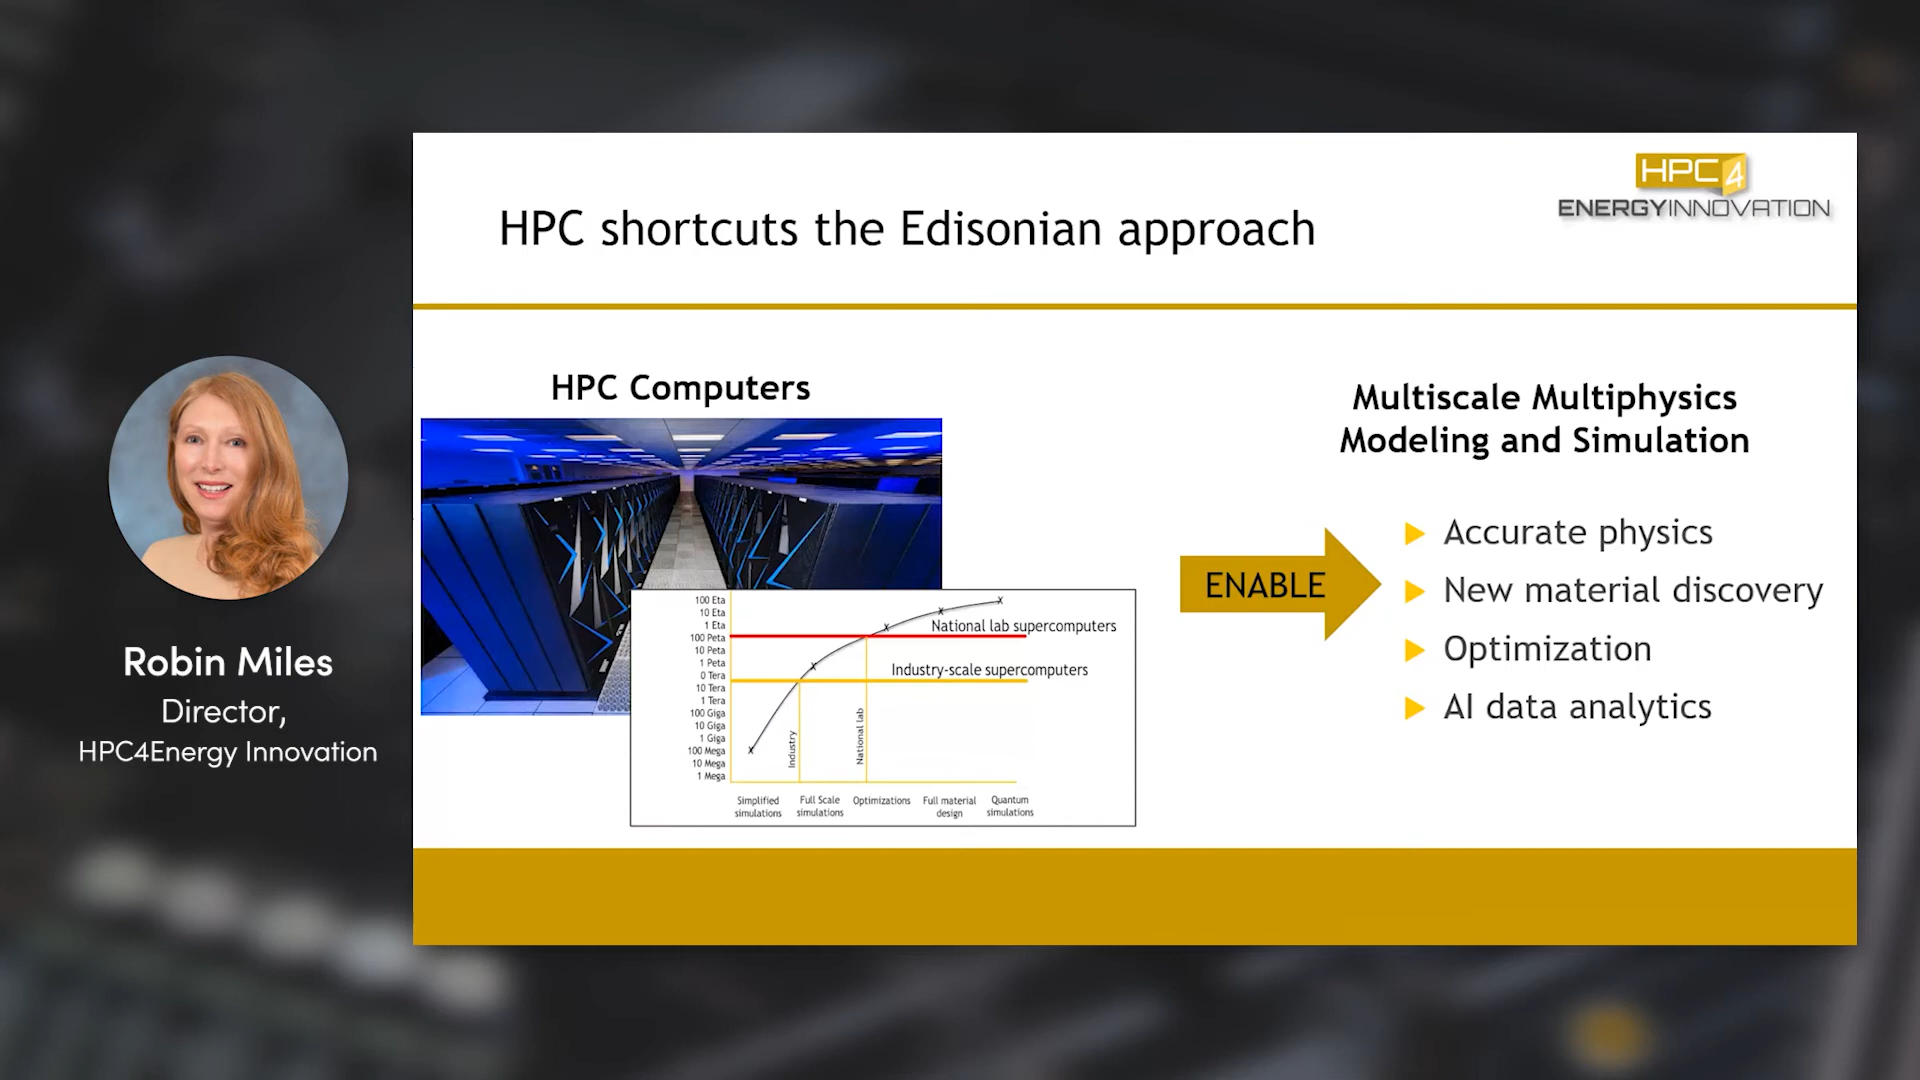 HPC 4
ENERGYINNOVATION
HPC shortcuts the Edisonian approach
HPC Computers
Multiscale Multiphysics
Modeling and Simulation
ENABLE
Accurate physics
New material discovery
Optimization
AI data analytics
100 Eta
10 Eta
1 Eta
100 Peta
10 Peta
1 Peta
0 Tera
10 Tera
1 Tera
100 Giga
10 Giga
1 Giga
100 Mega
10 Mega
1 Mega
National lab supercomputers
Industry-scale supercomputers
Industry
National lab
Simplified
simulations
Full Scale
simulations
Optimizations
Full material
design
Quantum
simulations
Robin Miles
Director,
HPC4Energy Innovation